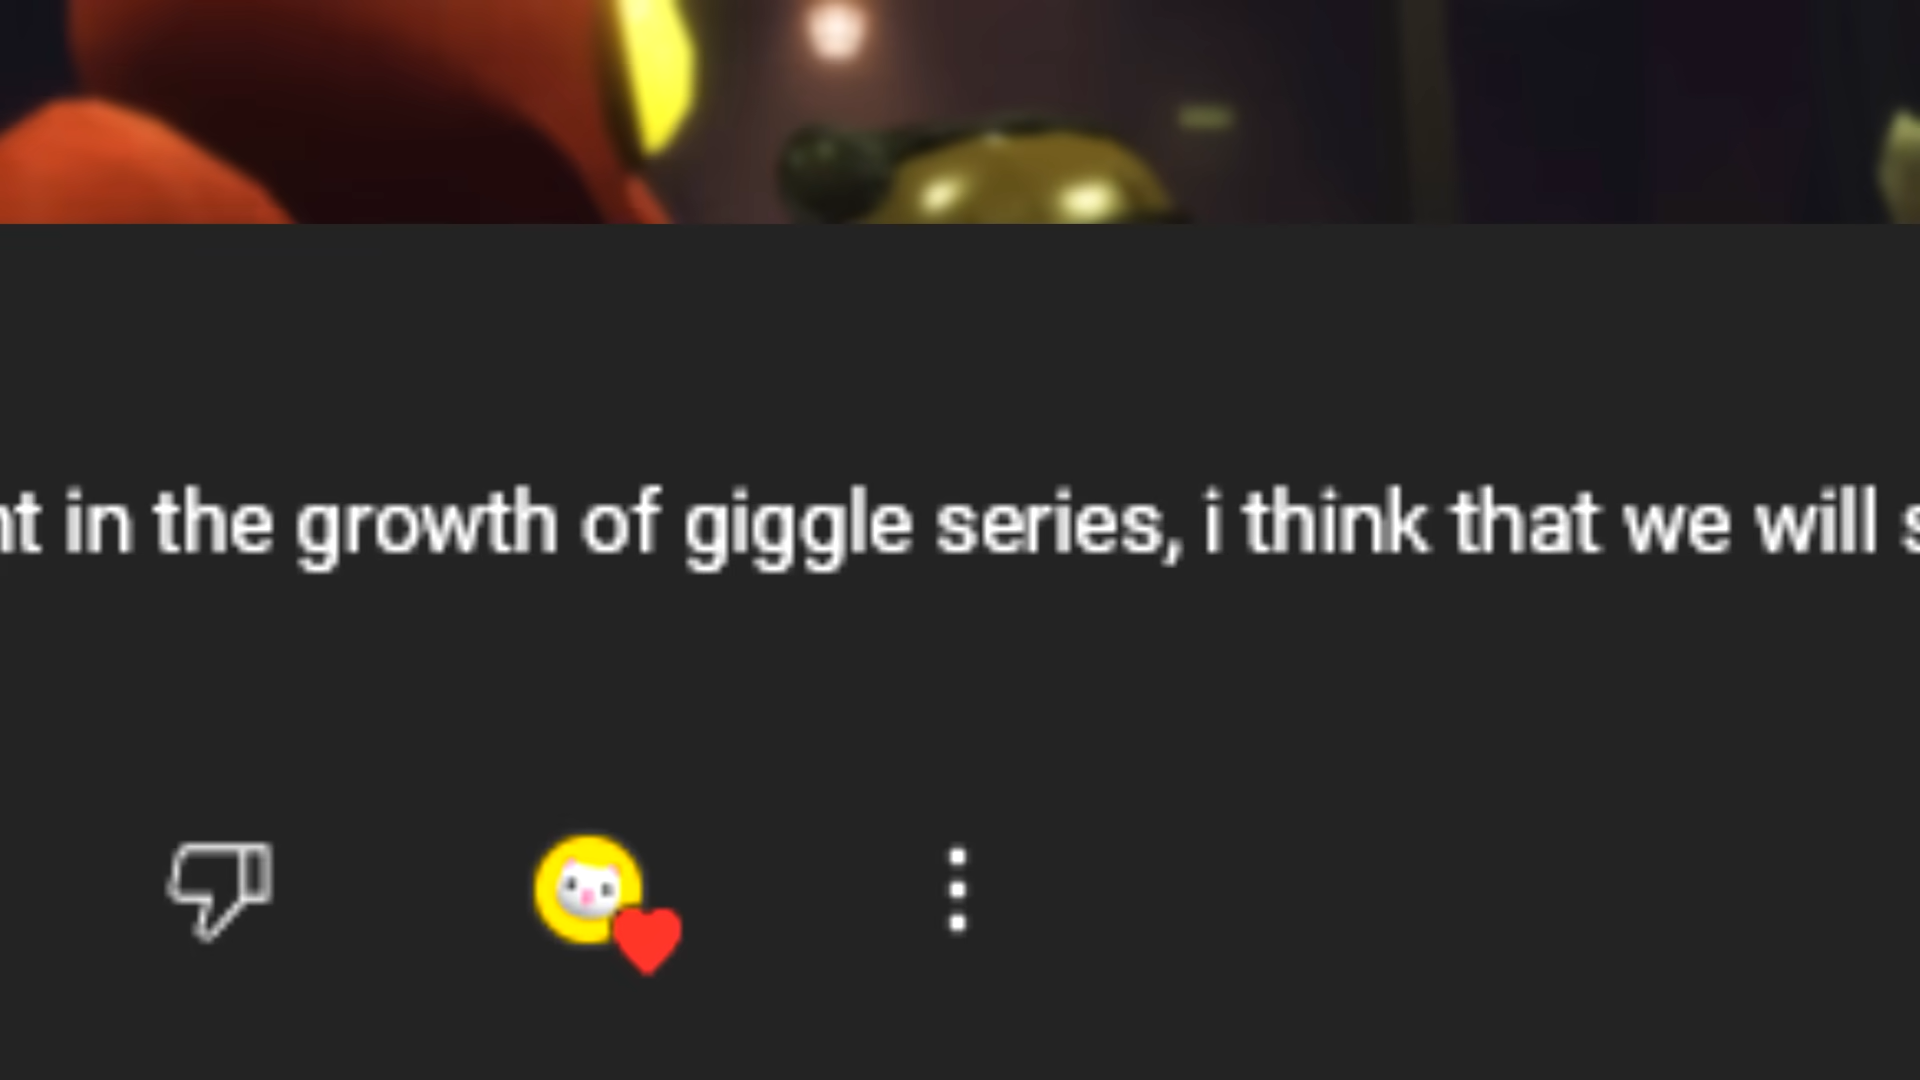 in the growth of giggle series, i think that we will